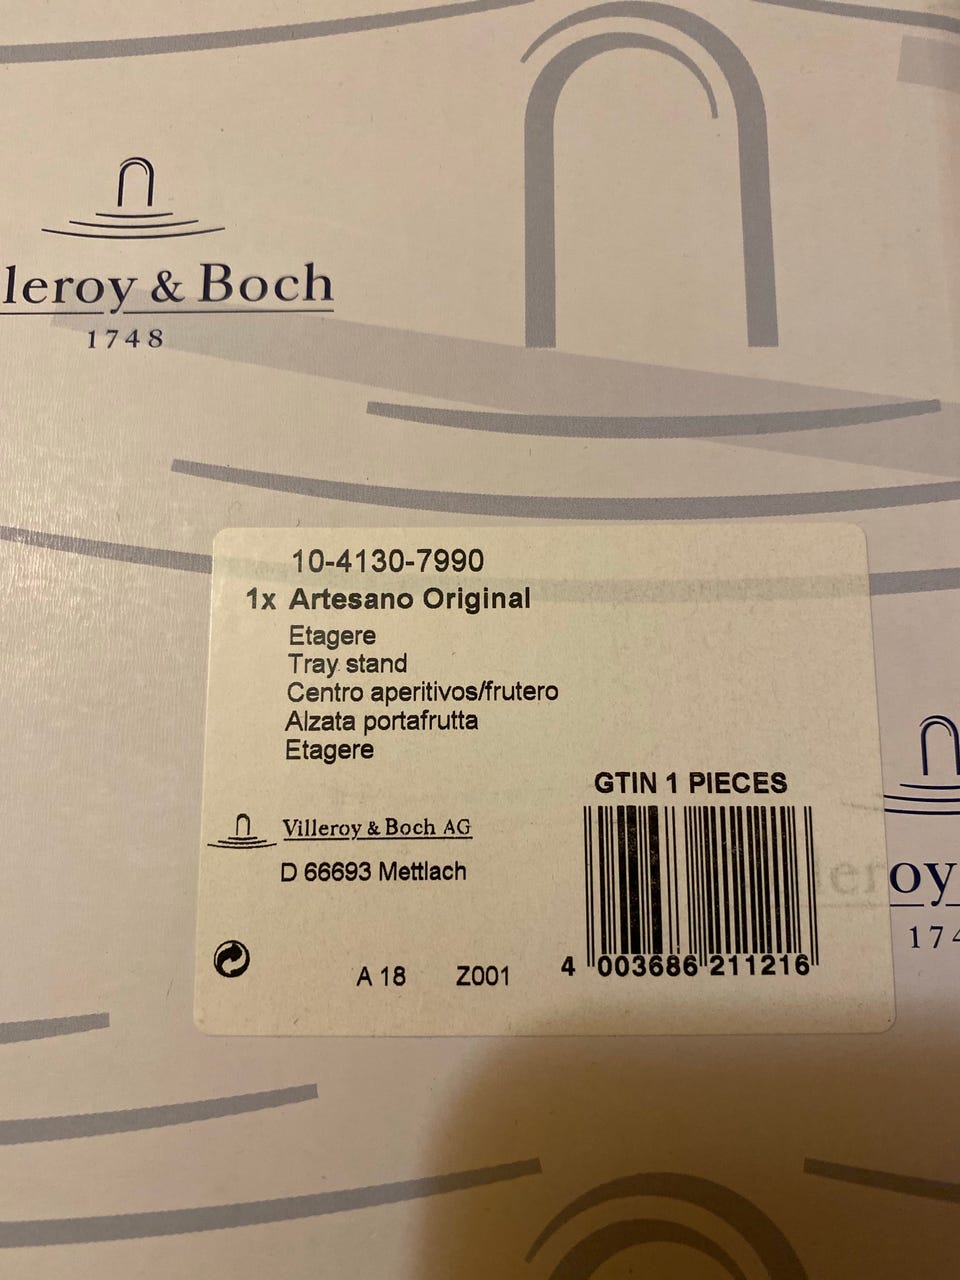 lleroy & Boch
1748
10-4130-7990
1x Artesano Original
Etagere
Tray stand
Centro aperitivos/frutero
Alzata portafrutta
Etagere
GTIN 1 PIECES
Villeroy & Boch AG
D 66693 Mettlach
A 18 Z001
4 003686 211216
eroy
174